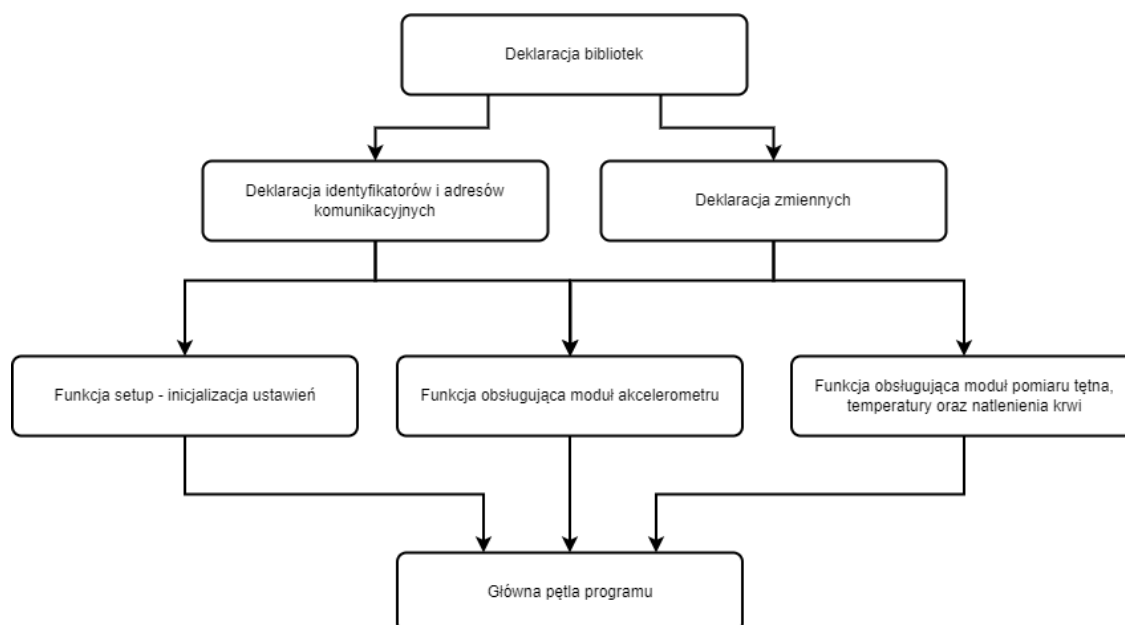 Deklaracja bibliotek
Deklaracja identyfikatorów i adresów
komunikacyjnych
Deklaracja zmiennych
Funkcja setup - inicjalizacja ustawień
Funkcja obsługująca moduł akcelerometru
Funkcja obsługująca moduł pomiaru tętna,
temperatury oraz natlenienia krwi
Główna pętla programu